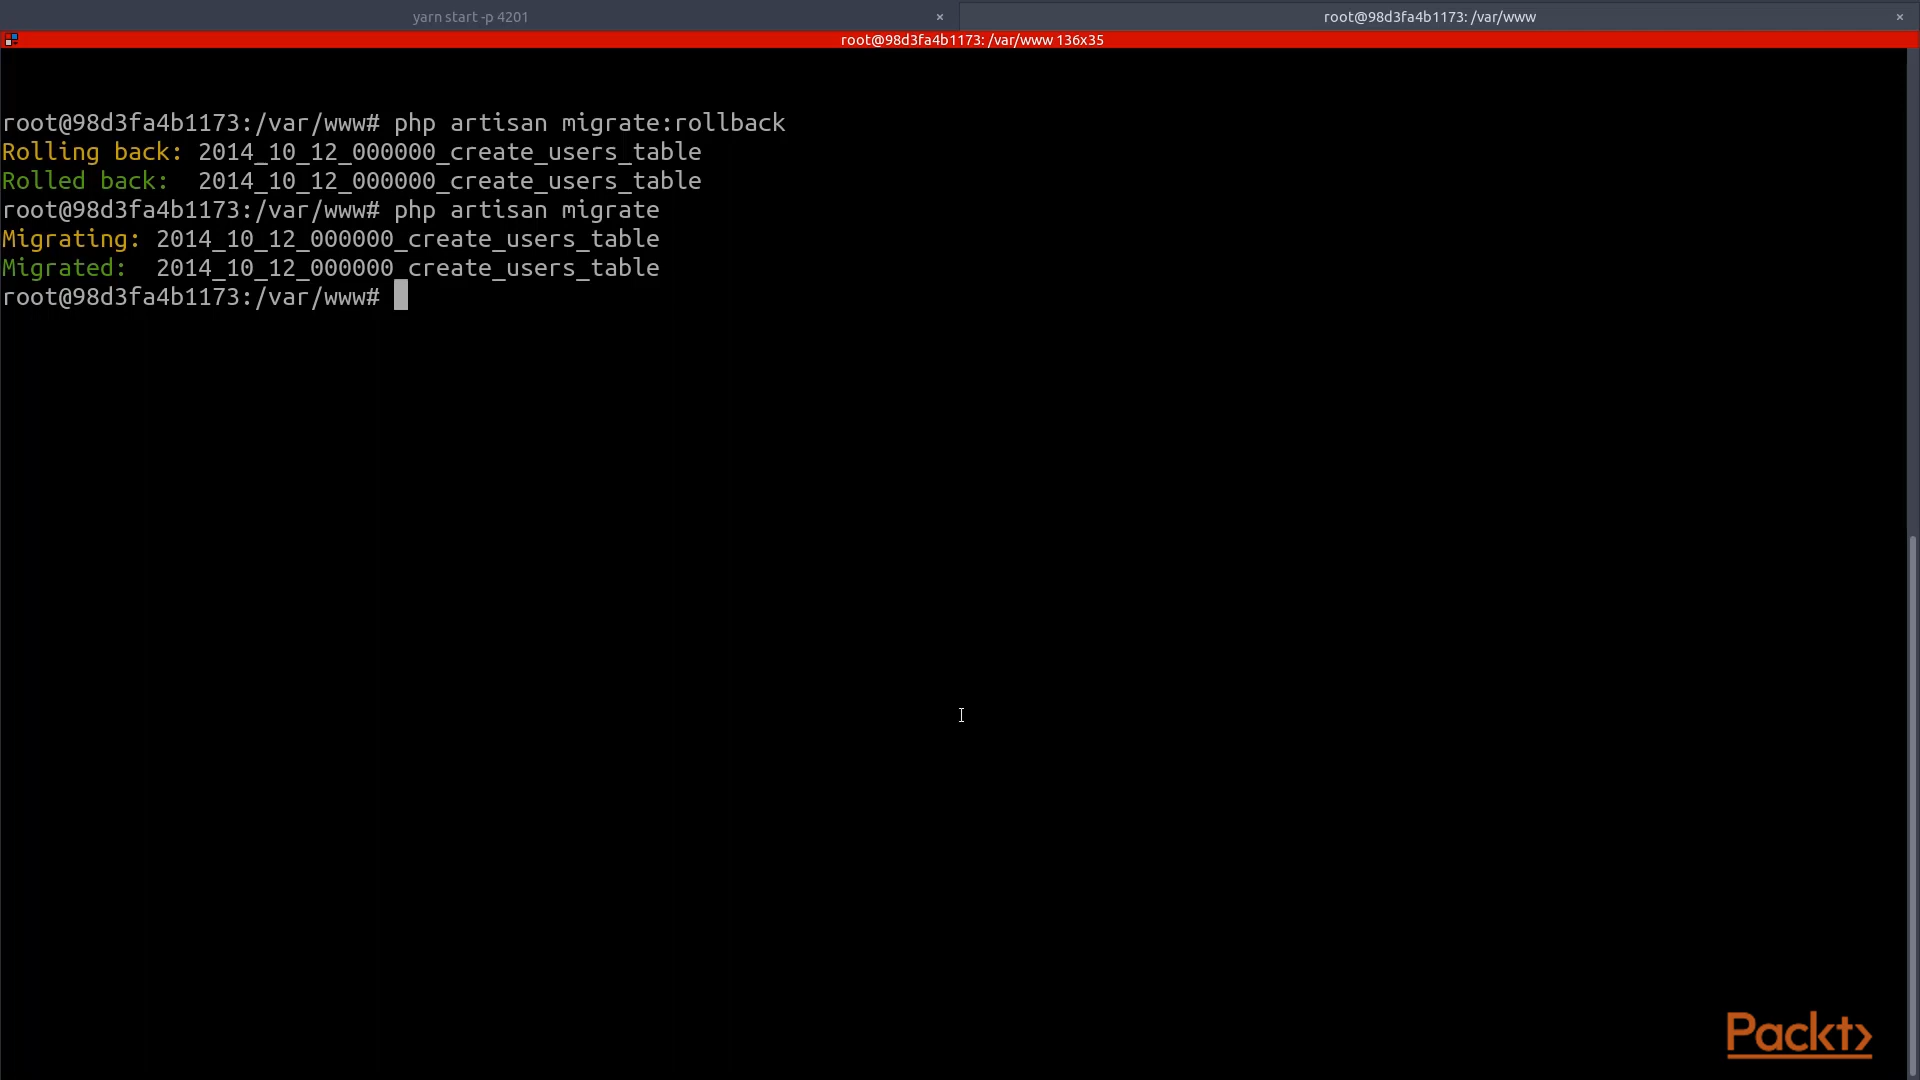 yarn start -p 4201 × root@98d3fa4b1173: /var/www ×
root@98d3fa4b1173: /var/www 136x35
root@98d3fa4b1173:/var/www# php artisan migrate:rollback
Rolling back: 2014_10_12_000000_create_users_table
Rolled back:  2014_10_12_000000_create_users_table
root@98d3fa4b1173:/var/www# php artisan migrate
Migrating: 2014_10_12_000000_create_users_table
Migrated:  2014_10_12_000000_create_users_table
root@98d3fa4b1173:/var/www#
Packt>